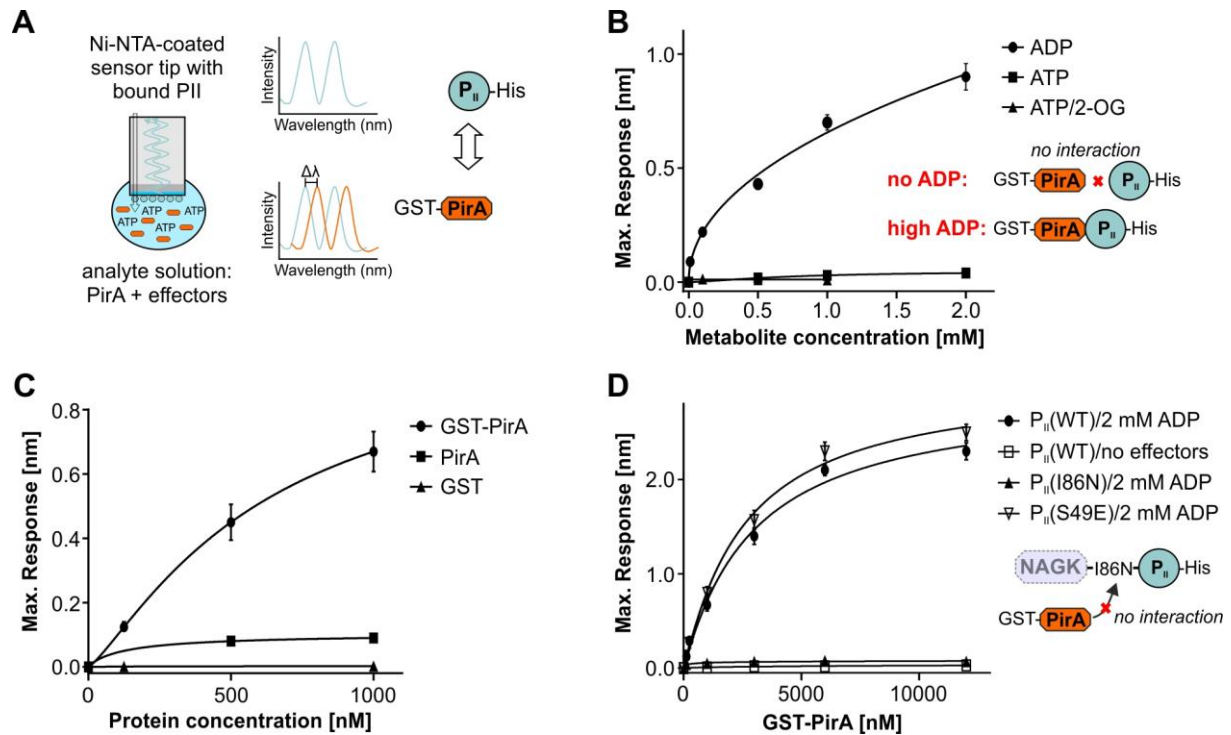 A
Ni-NTA-coated
sensor tip with
bound PII
ATP
ATP
ATP
ATP
analyte solution:
PirA + effectors
Intensity
Wavelength (nm)
Δλ
Intensity
Wavelength (nm)
PII-His
GST-PirA
B
Max. Response [nm]
1.0
0.5
0.0
0.0
0.5
1.0
1.5
2.0
Metabolite concentration [mM]
ADP
ATP
ATP/2-OG
no interaction
no ADP: GST-PirA PII-His
high ADP: GST-PirA PII-His
C
Max. Response [nm]
0.8
0.6
0.4
0.2
0.0
0
500
1000
Protein concentration [nM]
GST-PirA
PirA
GST
D
Max. Response [nm]
2.0
1.0
0.0
0
5000
10000
GST-PirA [nM]
PII(WT)/2 mM ADP
PII(WT)/no effectors
PII(I86N)/2 mM ADP
PII(S49E)/2 mM ADP
NAGK-I86N-PII-His
GST-PirA no interaction